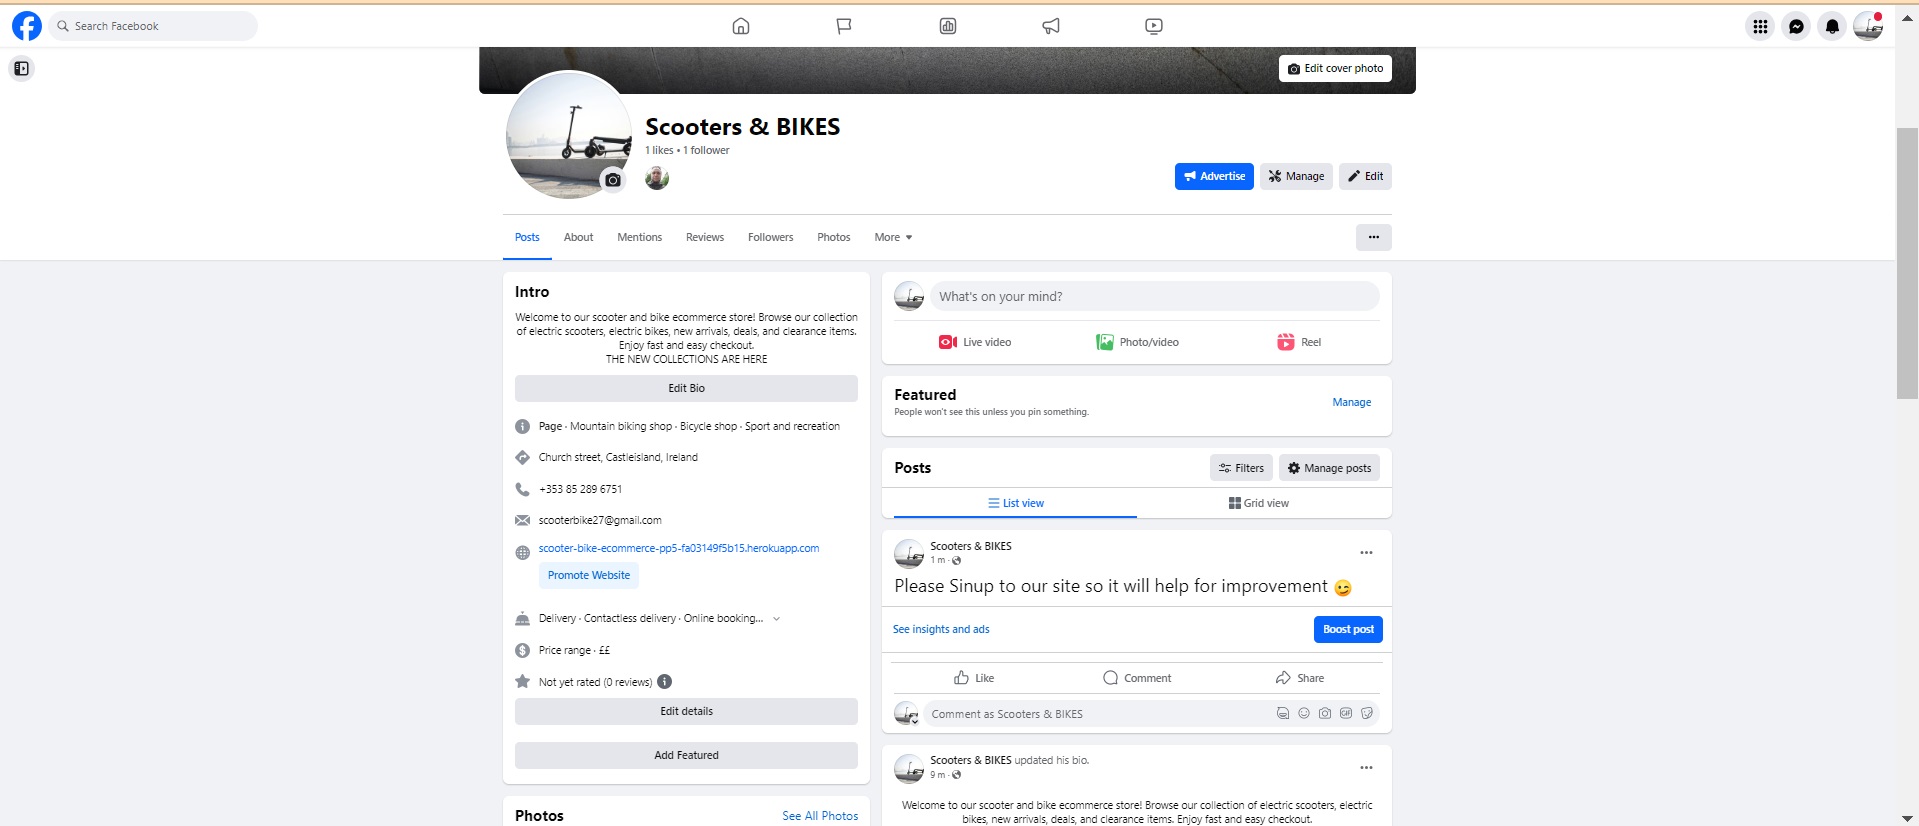 Search Facebook
Edit cover photo
Scooters & BIKES
1 likes • 1 follower
Advertise
Manage
Edit
Posts
About
Mentions
Reviews
Followers
Photos
More
Intro
Welcome to our scooter and bike ecommerce store! Browse our collection
of electric scooters, electric bikes, new arrivals, deals, and clearance items.
Enjoy fast and easy checkout.
THE NEW COLLECTIONS ARE HERE
Edit Bio
Page · Mountain biking shop · Bicycle shop · Sport and recreation
Church street, Castleisland, Ireland
+353 85 289 6751
scooterbike27@gmail.com
scooter-bike-ecommerce-pp5-fa03149f5b15.herokuapp.com
Promote Website
Delivery · Contactless delivery · Online booking...
Price range · ££
Not yet rated (0 reviews)
Edit details
Add Featured
Photos
See All Photos
What's on your mind?
Live video
Photo/video
Reel
Featured
People won't see this unless you pin something.
Manage
Posts
Filters
Manage posts
List view
Grid view
Scooters & BIKES
1 m ·
Please Sinup to our site so it will help for improvement 😉
See insights and ads
Boost post
Like
Comment
Share
Comment as Scooters & BIKES
GIF
Scooters & BIKES updated his bio.
9 m ·
Welcome to our scooter and bike ecommerce store! Browse our collection of electric scooters, electric
bikes, new arrivals, deals, and clearance items. Enjoy fast and easy checkout.